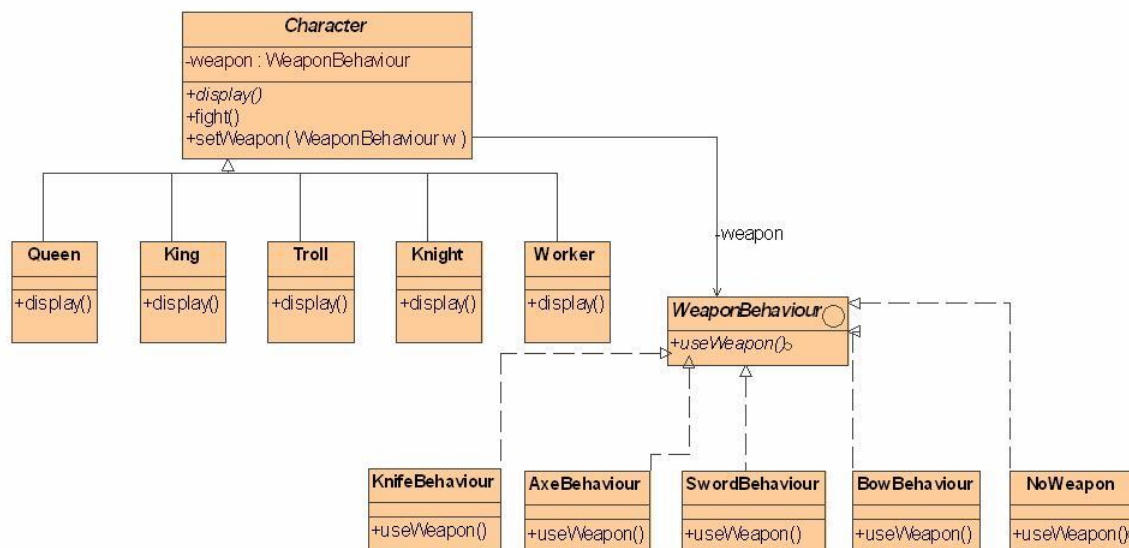 Character
-weapon : WeaponBehaviour
+display()
+fight()
+setWeapon( WeaponBehaviour w )
-weapon
Queen
+display()
King
+display()
Troll
+display()
Knight
+display()
Worker
+display()
WeaponBehaviour
+useWeapon()
KnifeBehaviour
+useWeapon()
AxeBehaviour
+useWeapon()
SwordBehaviour
+useWeapon()
BowBehaviour
+useWeapon()
NoWeapon
+useWeapon()